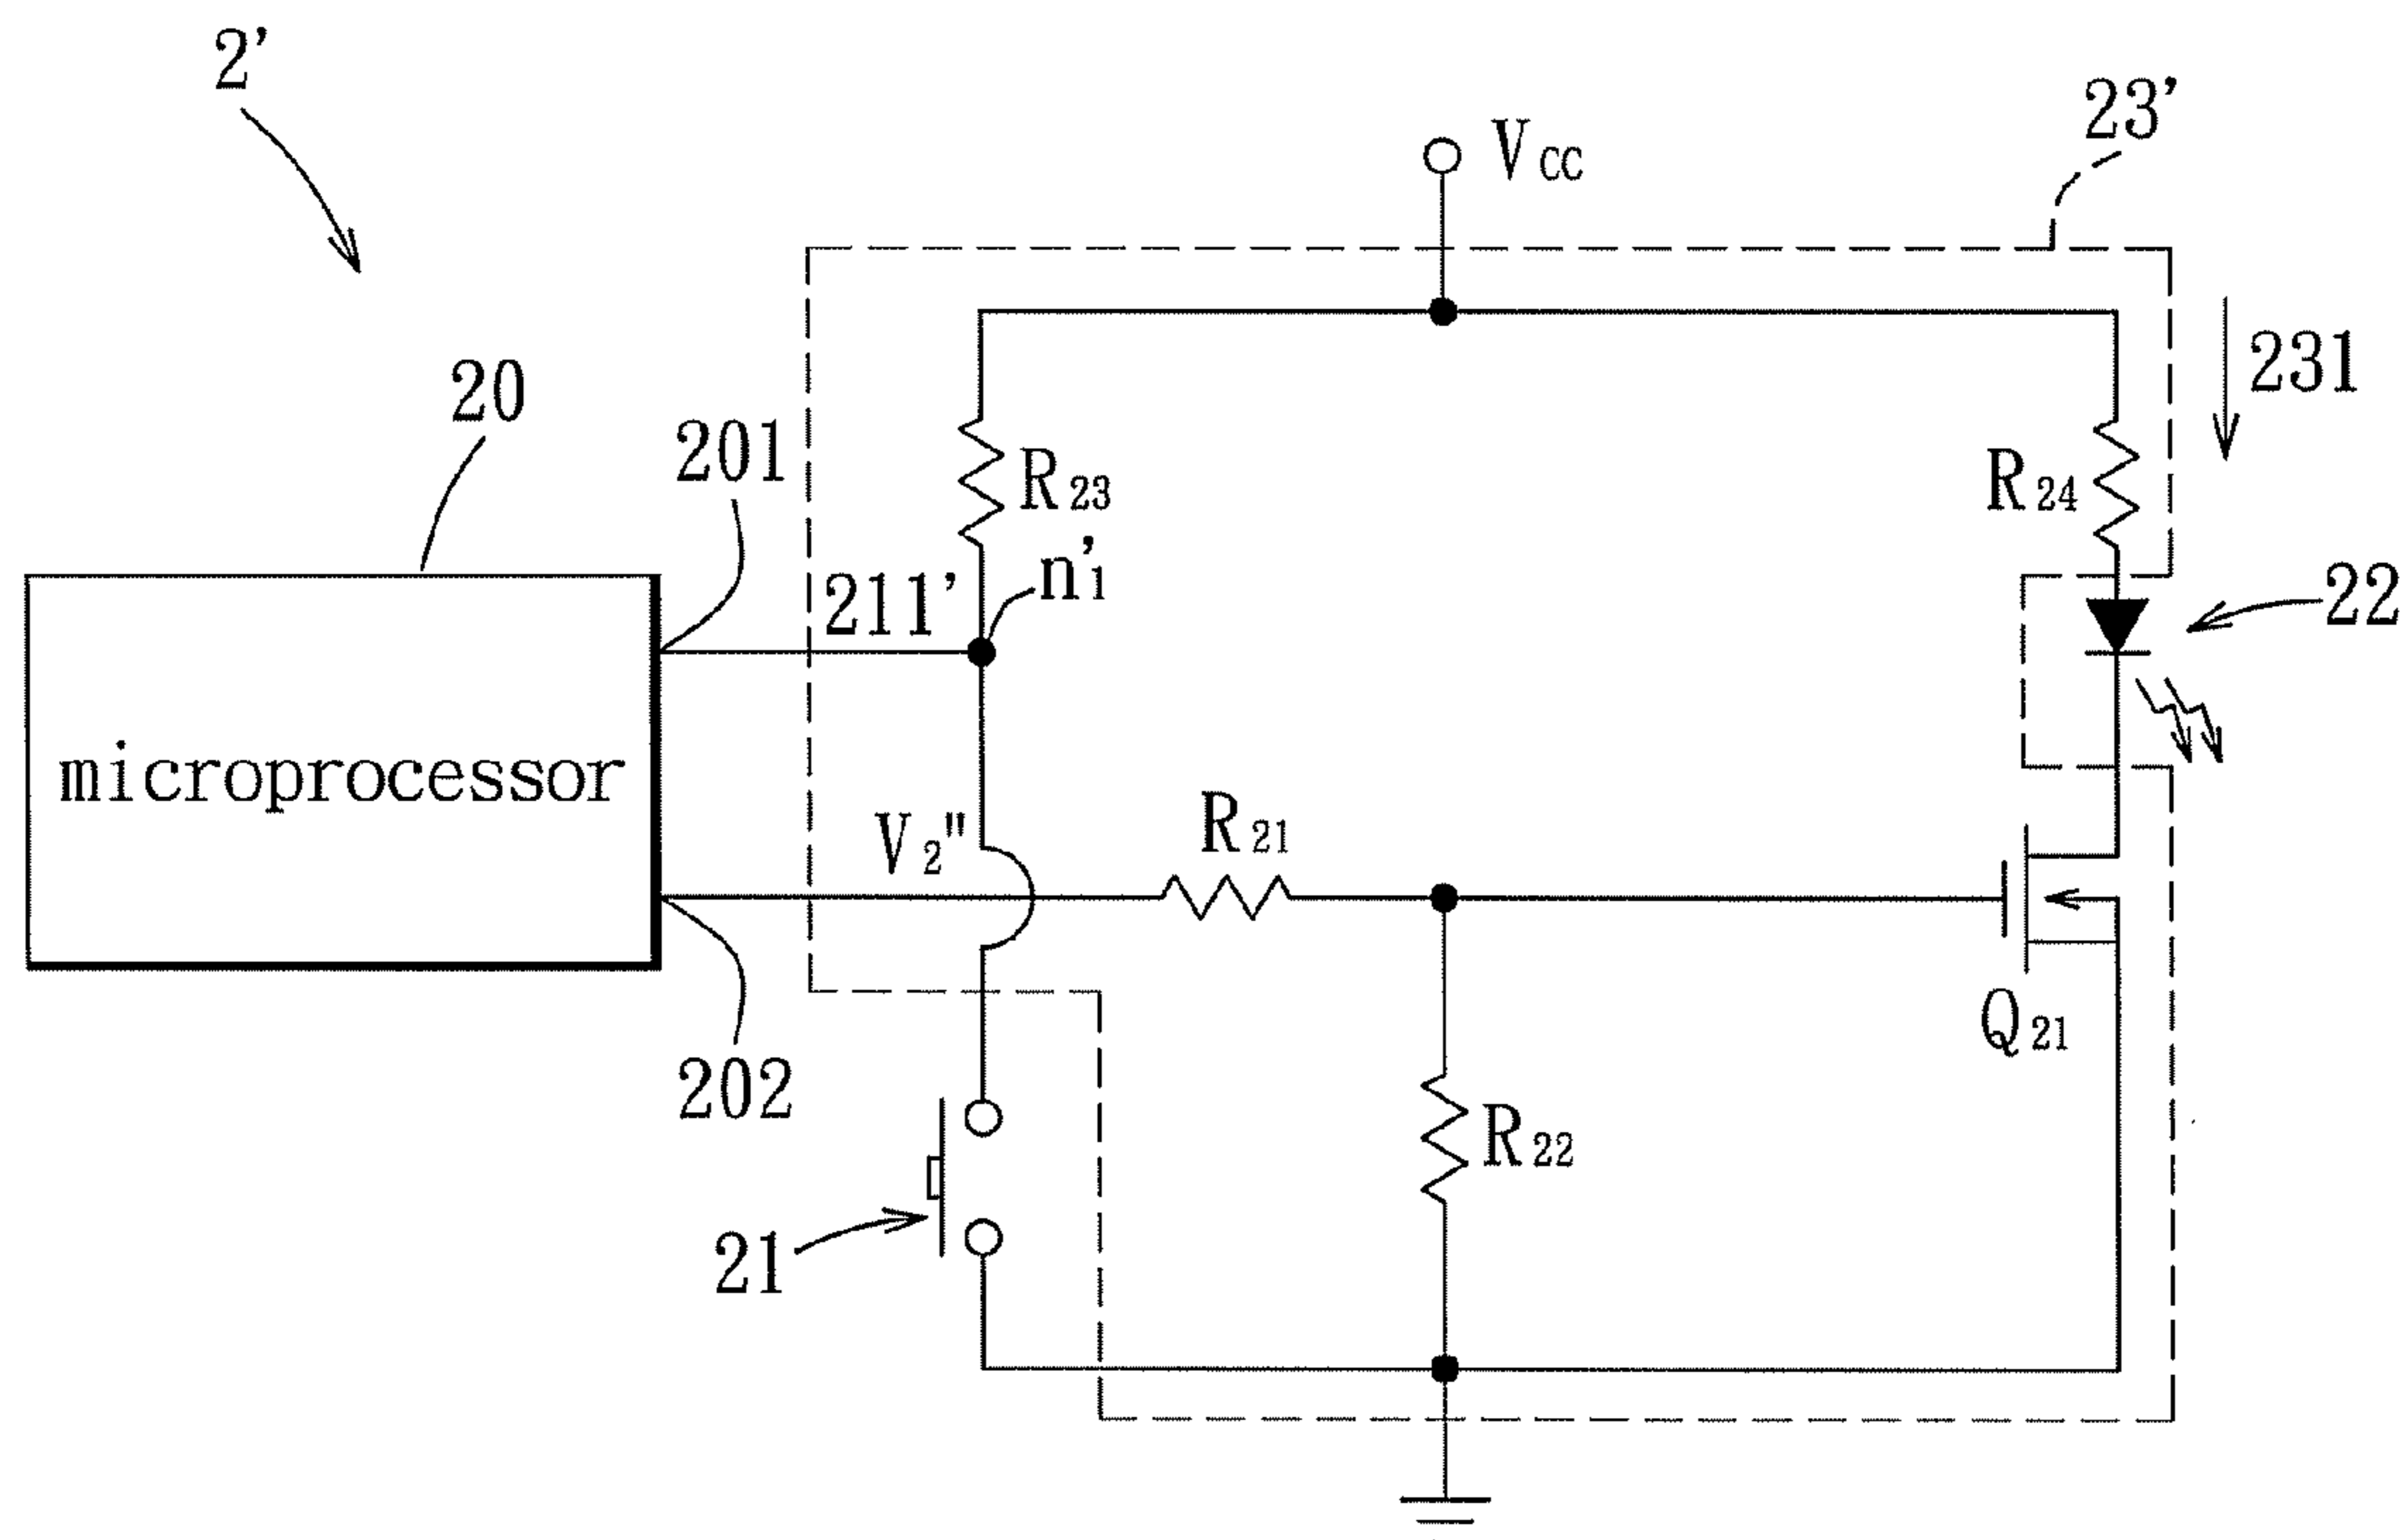 2'
23'
VCC
231
20
201
R23
R24
n'1
211'
22
microprocessor
V2"
R21
Q21
202
R22
21